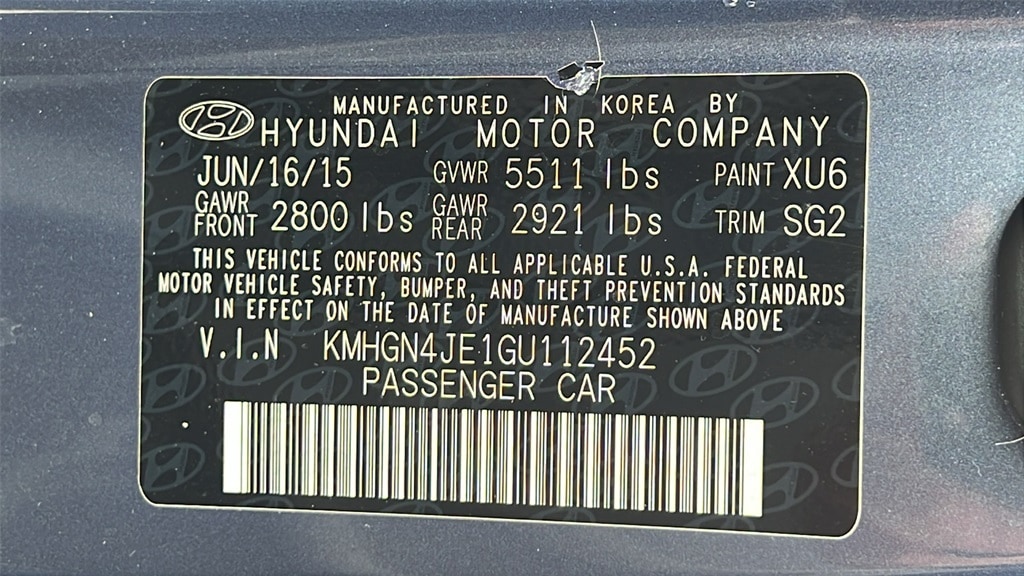 MANUFACTURED IN KOREA BY
HYUNDAI MOTOR COMPANY
JUN/16/15 GVWR 5511 lbs PAINT XU6
GAWR FRONT 2800 lbs GAWR REAR 2921 lbs TRIM SG2
THIS VEHICLE CONFORMS TO ALL APPLICABLE U.S.A. FEDERAL
MOTOR VEHICLE SAFETY, BUMPER, AND THEFT PREVENTION STANDARDS
IN EFFECT ON THE DATE OF MANUFACTURE SHOWN ABOVE
V.I.N KMHGN4JE1GU112452
PASSENGER CAR